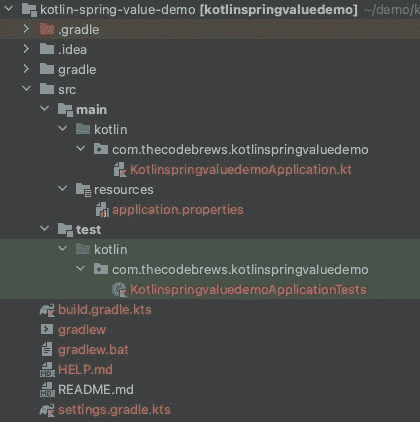 kotlin-spring-value-demo [kotlinspringvaluedemo] ~/demo/k
.gradle
.idea
gradle
src
main
kotlin
com.thecodebrews.kotlinspringvaluedemo
KotlinspringvaluedemoApplication.kt
resources
application.properties
test
kotlin
com.thecodebrews.kotlinspringvaluedemo
KotlinspringvaluedemoApplicationTests
build.gradle.kts
gradlew
gradlew.bat
MD HELP.md
MD README.md
settings.gradle.kts